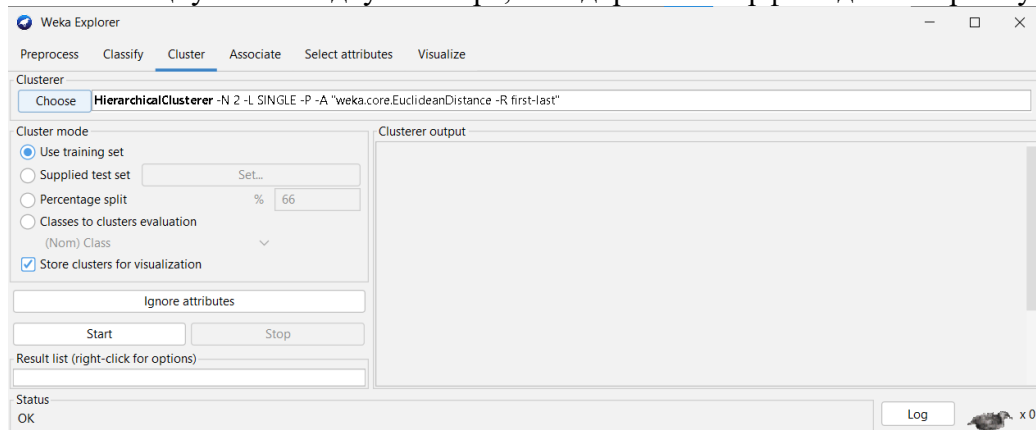 Weka Explorer
Preprocess Classify Cluster Associate Select attributes Visualize
Clusterer
Choose HierarchicalClusterer -N 2 -L SINGLE -P -A "weka.core.EuclideanDistance -R first-last"
Cluster mode
Use training set
Supplied test set Set...
Percentage split % 66
Classes to clusters evaluation
(Nom) Class
Store clusters for visualization
Ignore attributes
Start Stop
Result list (right-click for options)
Clusterer output
Status
OK
Log x 0